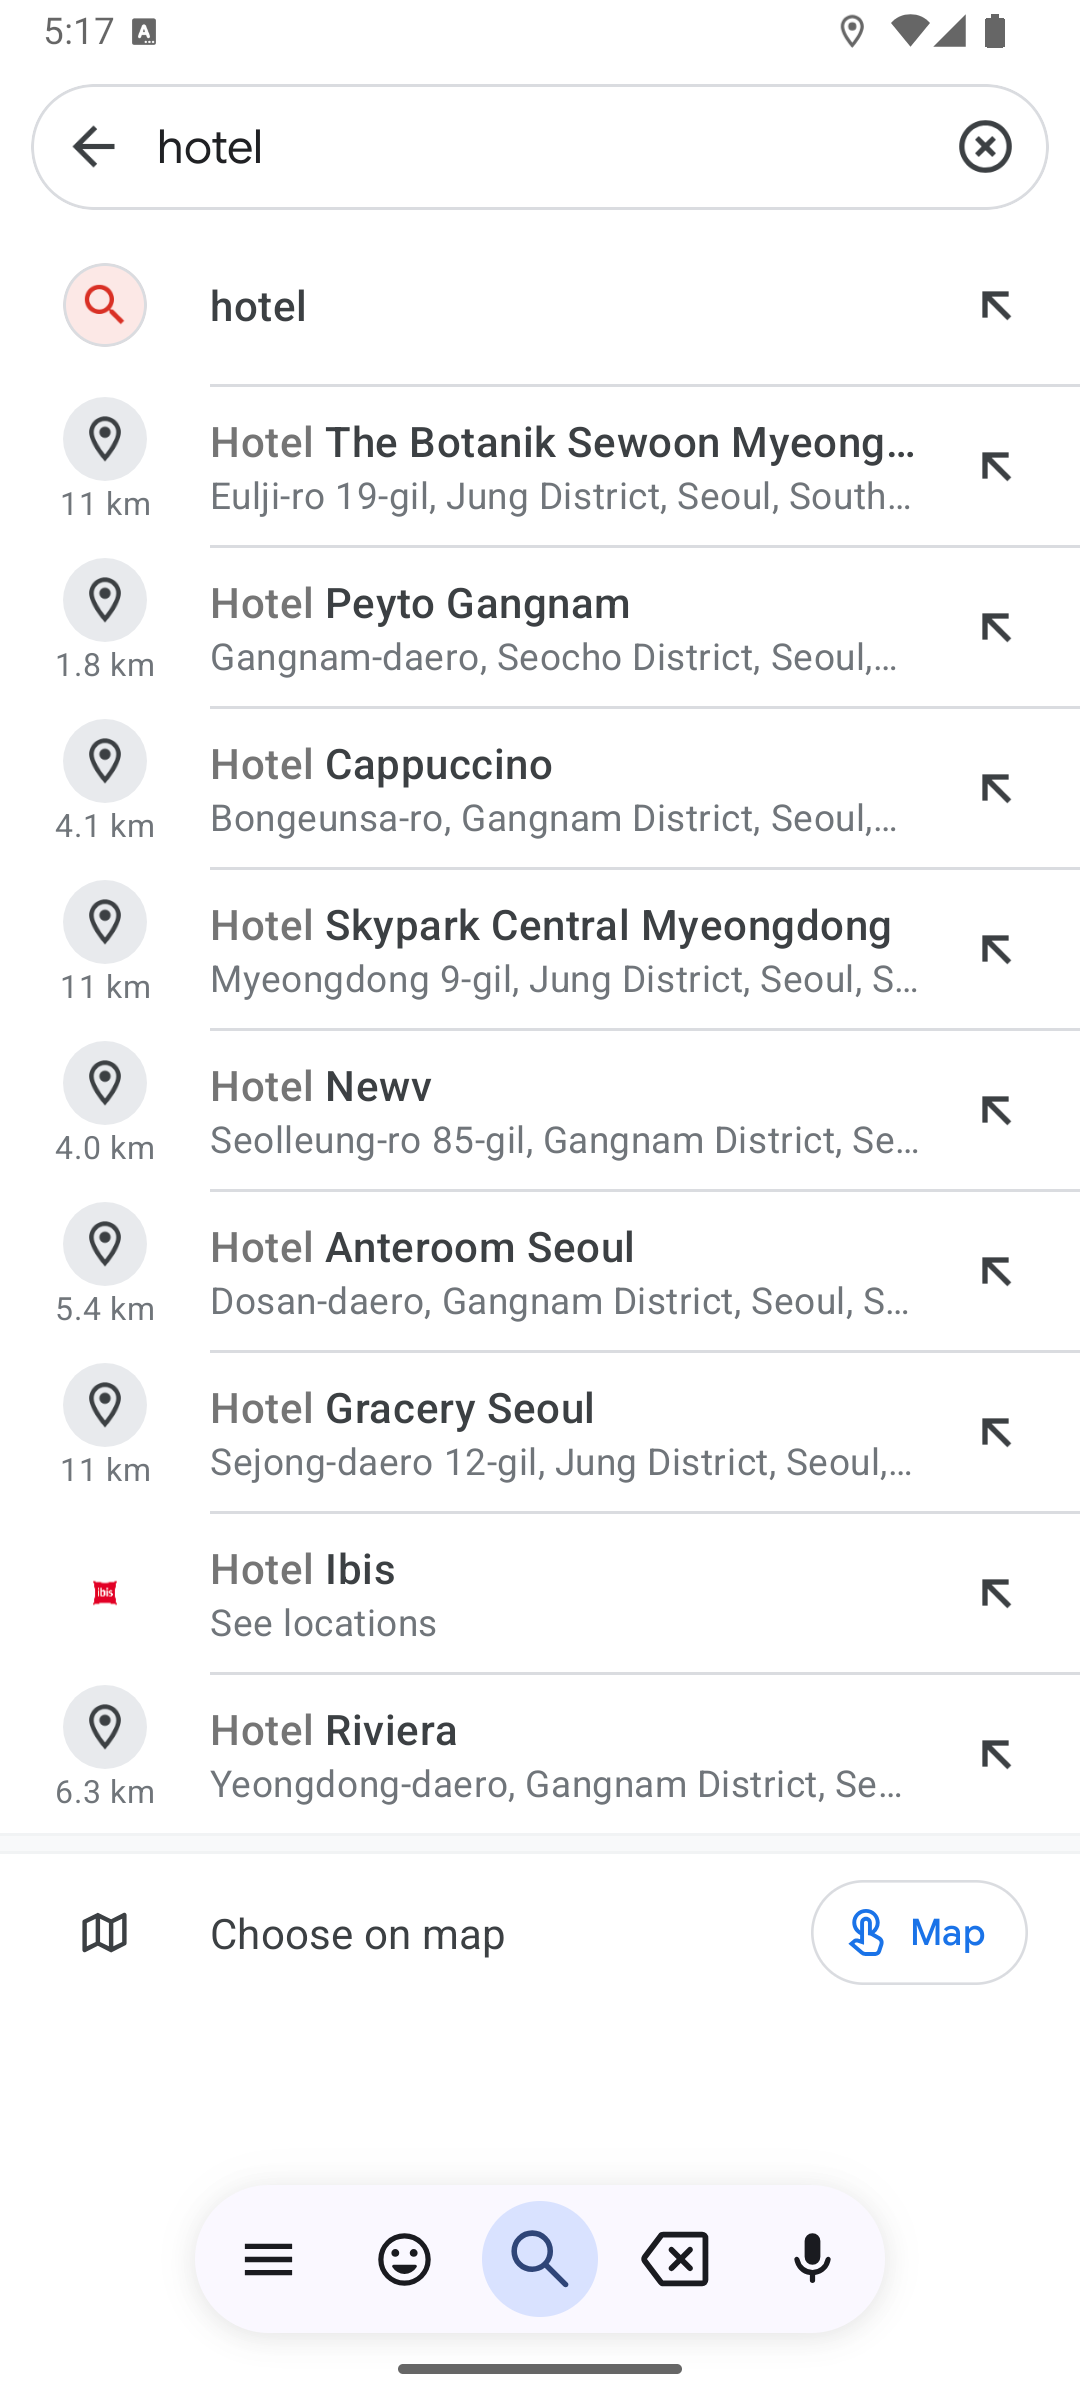 5:17
hotel
hotel
Hotel The Botanik Sewoon Myeong...
Eulji-ro 19-gil, Jung District, Seoul, South...
11 km
Hotel Peyto Gangnam
Gangnam-daero, Seocho District, Seoul,...
1.8 km
Hotel Cappuccino
Bongeunsa-ro, Gangnam District, Seoul,...
4.1 km
Hotel Skypark Central Myeongdong
Myeongdong 9-gil, Jung District, Seoul, S...
11 km
Hotel Newv
Seolleung-ro 85-gil, Gangnam District, Se...
4.0 km
Hotel Anteroom Seoul
Dosan-daero, Gangnam District, Seoul, S...
5.4 km
Hotel Gracery Seoul
Sejong-daero 12-gil, Jung District, Seoul,...
11 km
Hotel Ibis
ibis
See locations
Hotel Riviera
Yeongdong-daero, Gangnam District, Se...
6.3 km
Choose on map
Map